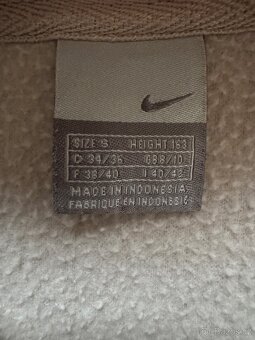 SIZE S HEIGHT 163
D 34/36 GB 8/10
F 38/40 I 40/42
MADE IN INDONESIA
FABRIQUE EN INDONESIE